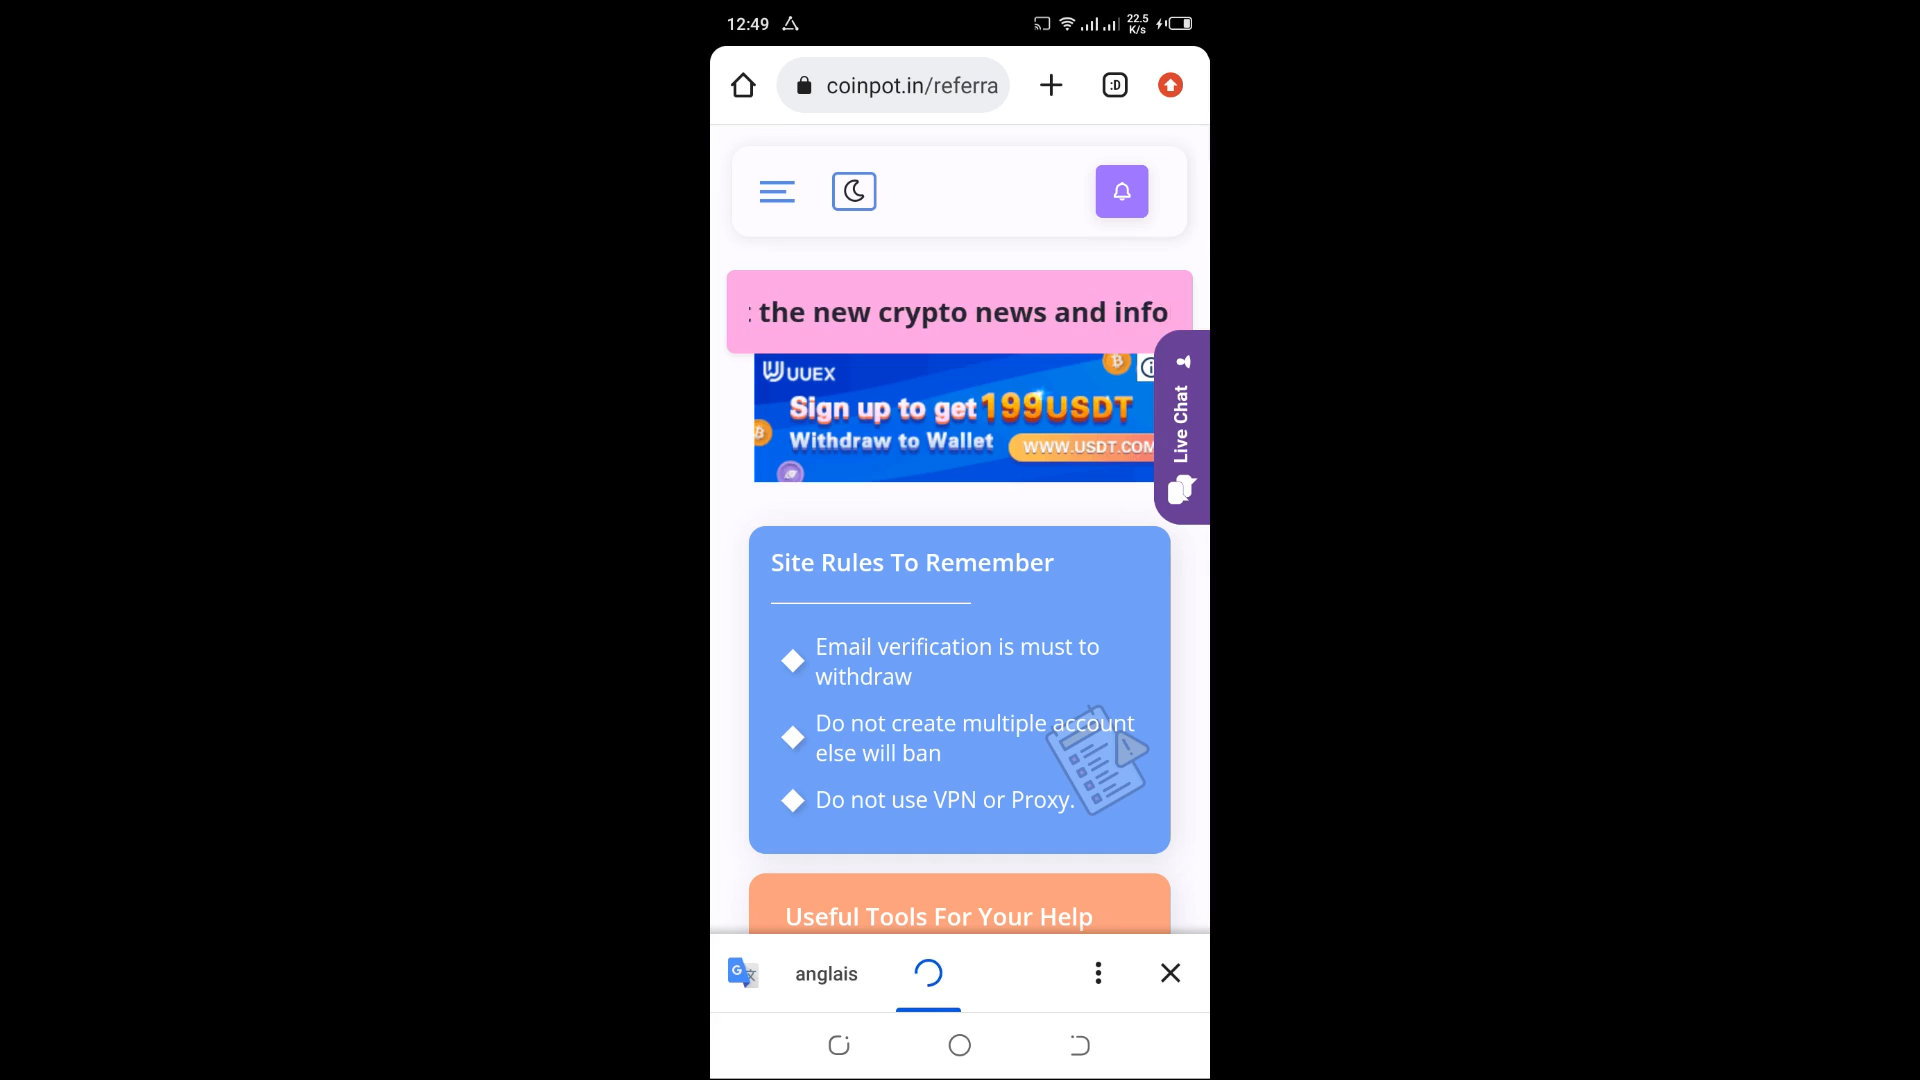 12:49
22.5
K/s
coinpot.in/referra
:D
: the new crypto news and info
UUEX
Sign up to get 199USDT
Withdraw to Wallet
WWW.USDT.COM
Live Chat
Site Rules To Remember
Email verification is must to
withdraw
Do not create multiple account
else will ban
Do not use VPN or Proxy.
Useful Tools For Your Help
anglais